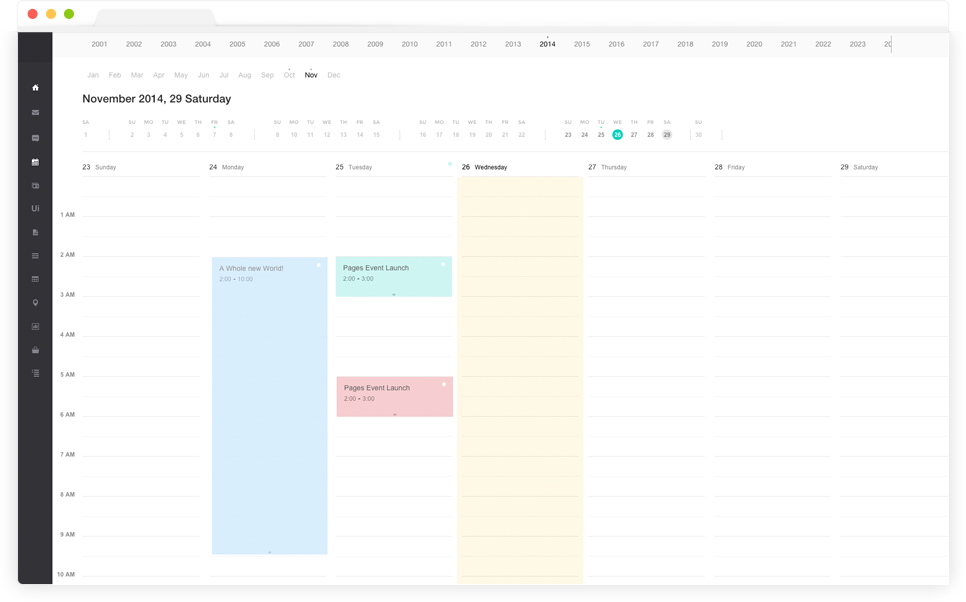 2001 2002 2003 2004 2005 2006 2007 2008 2009 2010 2011 2012 2013 2014 2015 2016 2017 2018 2019 2020 2021 2022 2023
Jan Feb Mar Apr May Jun Jul Aug Sep Oct Nov Dec
November 2014, 29 Saturday
SA SU MO TU WE TH FR SA SU MO TU WE TH FR SA SU MO TU WE TH FR SA SU MO TU WE TH FR SA SU
1 2 3 4 5 6 7 8 9 10 11 12 13 14 15 16 17 18 19 20 21 22 23 24 25 26 27 28 29 30
23 Sunday 24 Monday 25 Tuesday 26 Wednesday 27 Thursday 28 Friday 29 Saturday
Ui
1 AM
2 AM
A Whole new World!
2:00 - 10:00
Pages Event Launch
2:00 - 3:00
3 AM
4 AM
5 AM
Pages Event Launch
2:00 - 3:00
6 AM
7 AM
8 AM
9 AM
10 AM